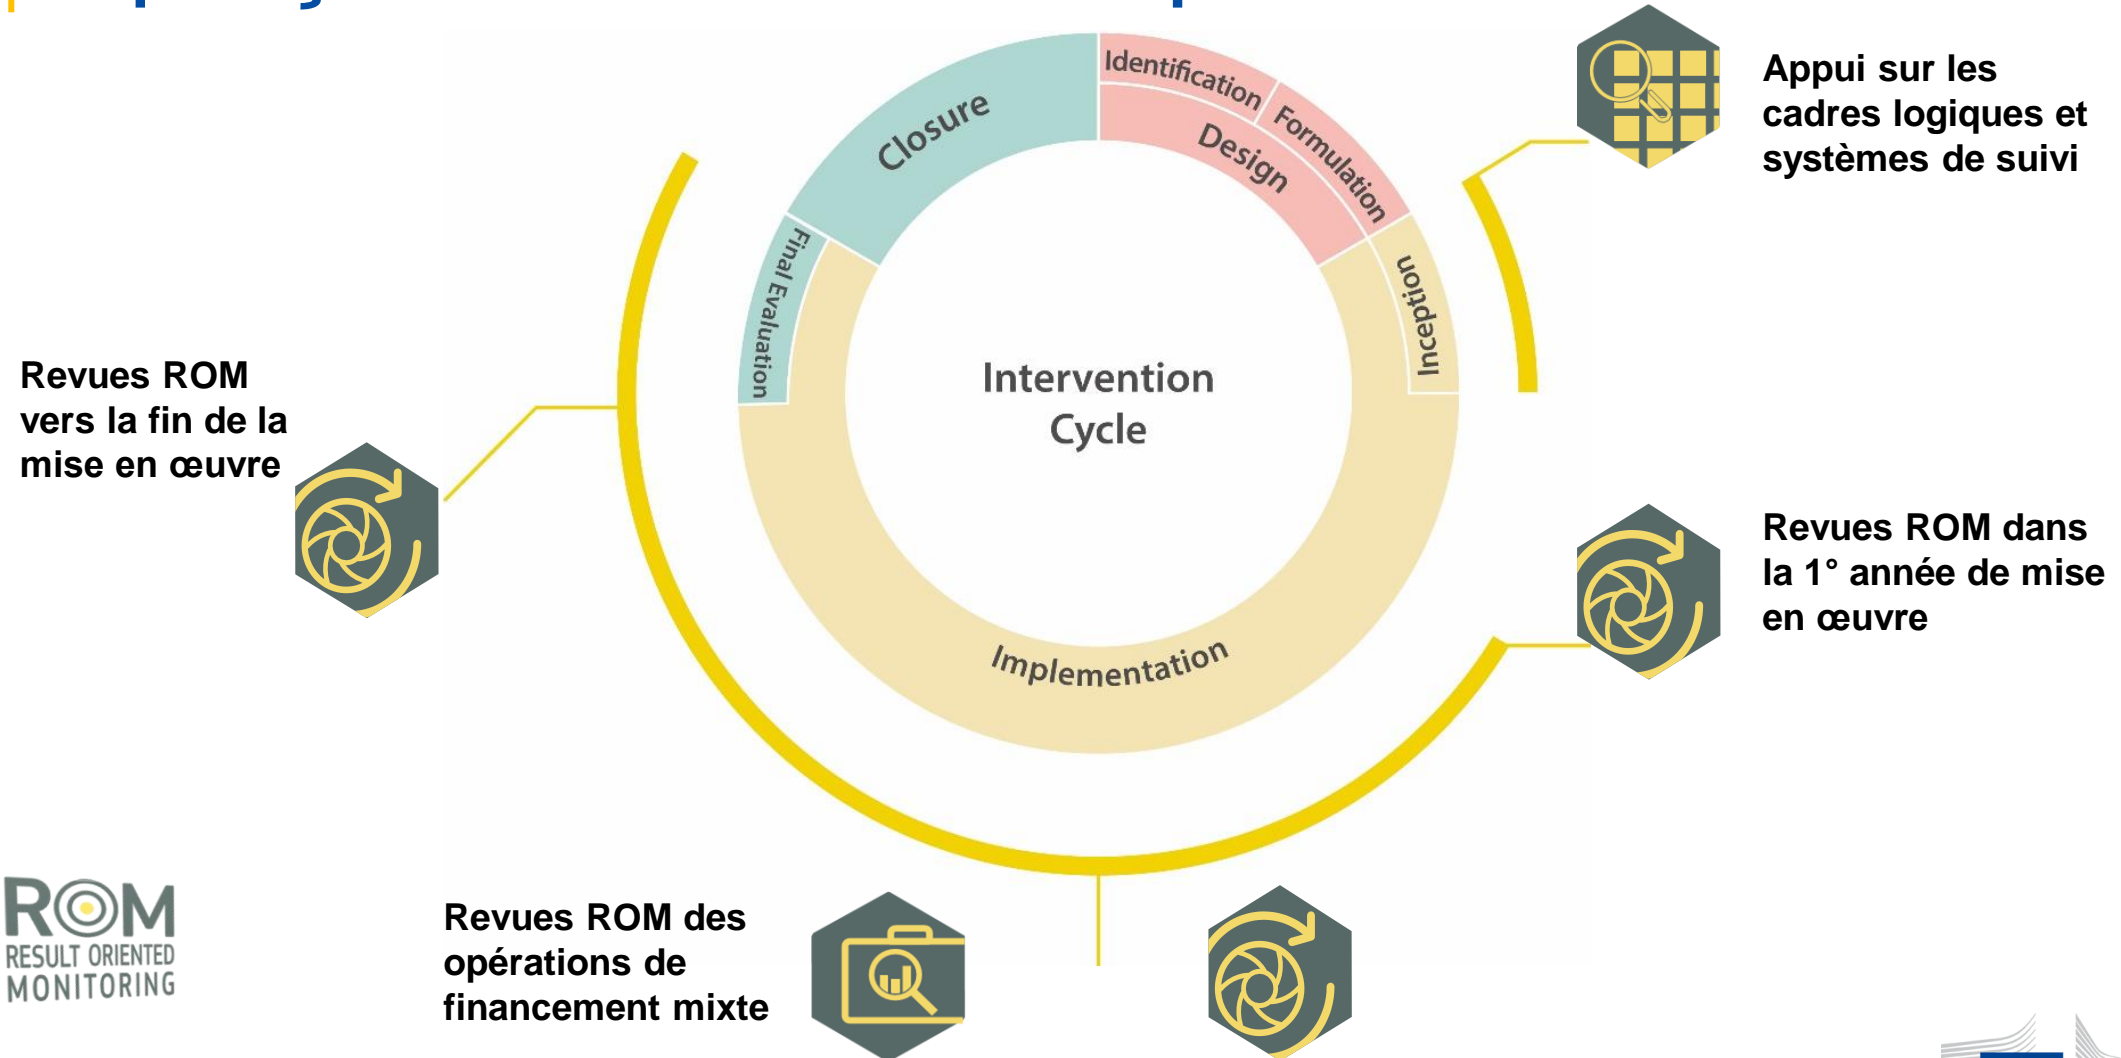 Identification
Formulation
Design
Closure
Inception
Final Evaluation
Intervention
Cycle
Implementation
Appui sur les
cadres logiques et
systèmes de suivi
Revues ROM
vers la fin de la
mise en œuvre
Revues ROM dans
la 1° année de mise
en œuvre
Revues ROM des
opérations de
financement mixte
ROM
RESULT ORIENTED
MONITORING